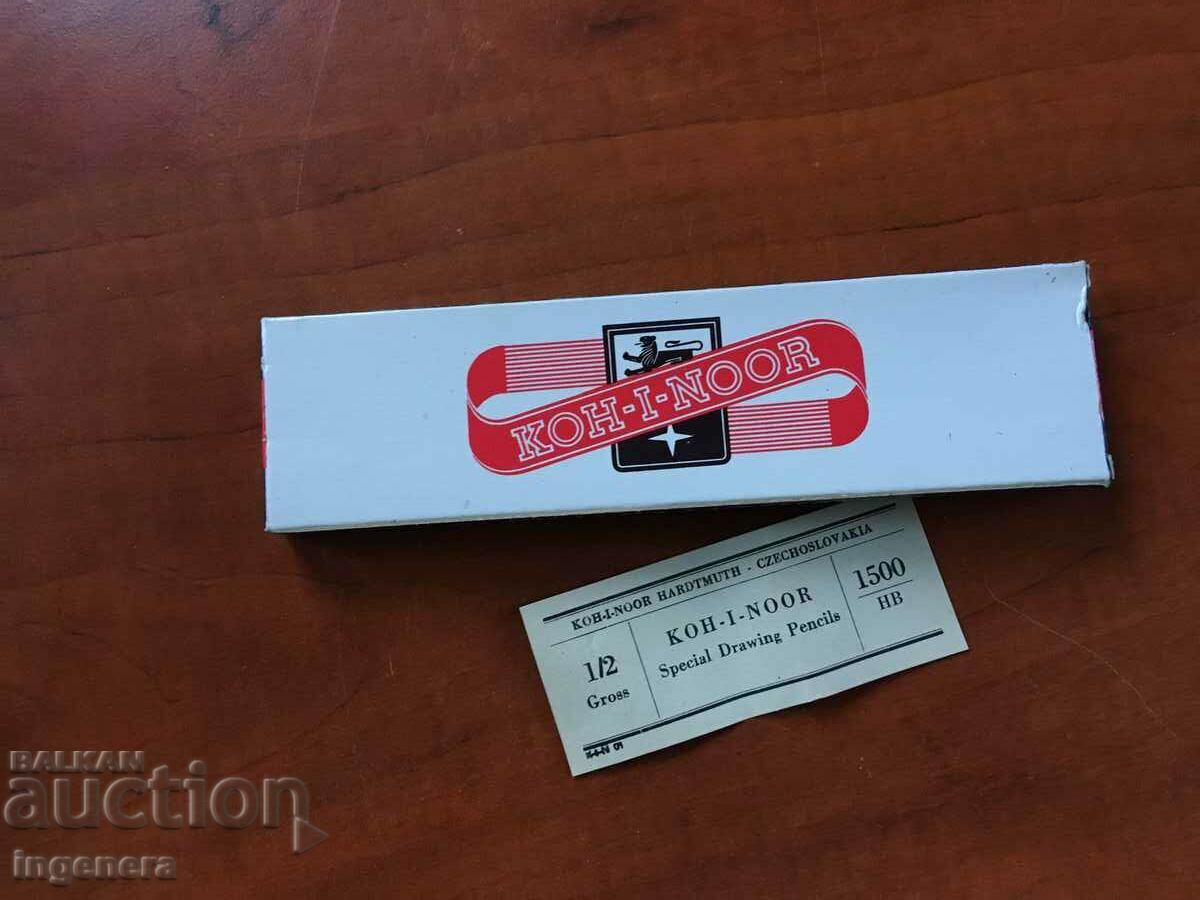 KOH-I-NOOR
KOH-I-NOOR HARDTMUTH - CZECHOSLOVAKIA
1/2
Gross
KOH-I-NOOR
Special Drawing Pencils
1500
HB
BALKAN
auction
ingenera